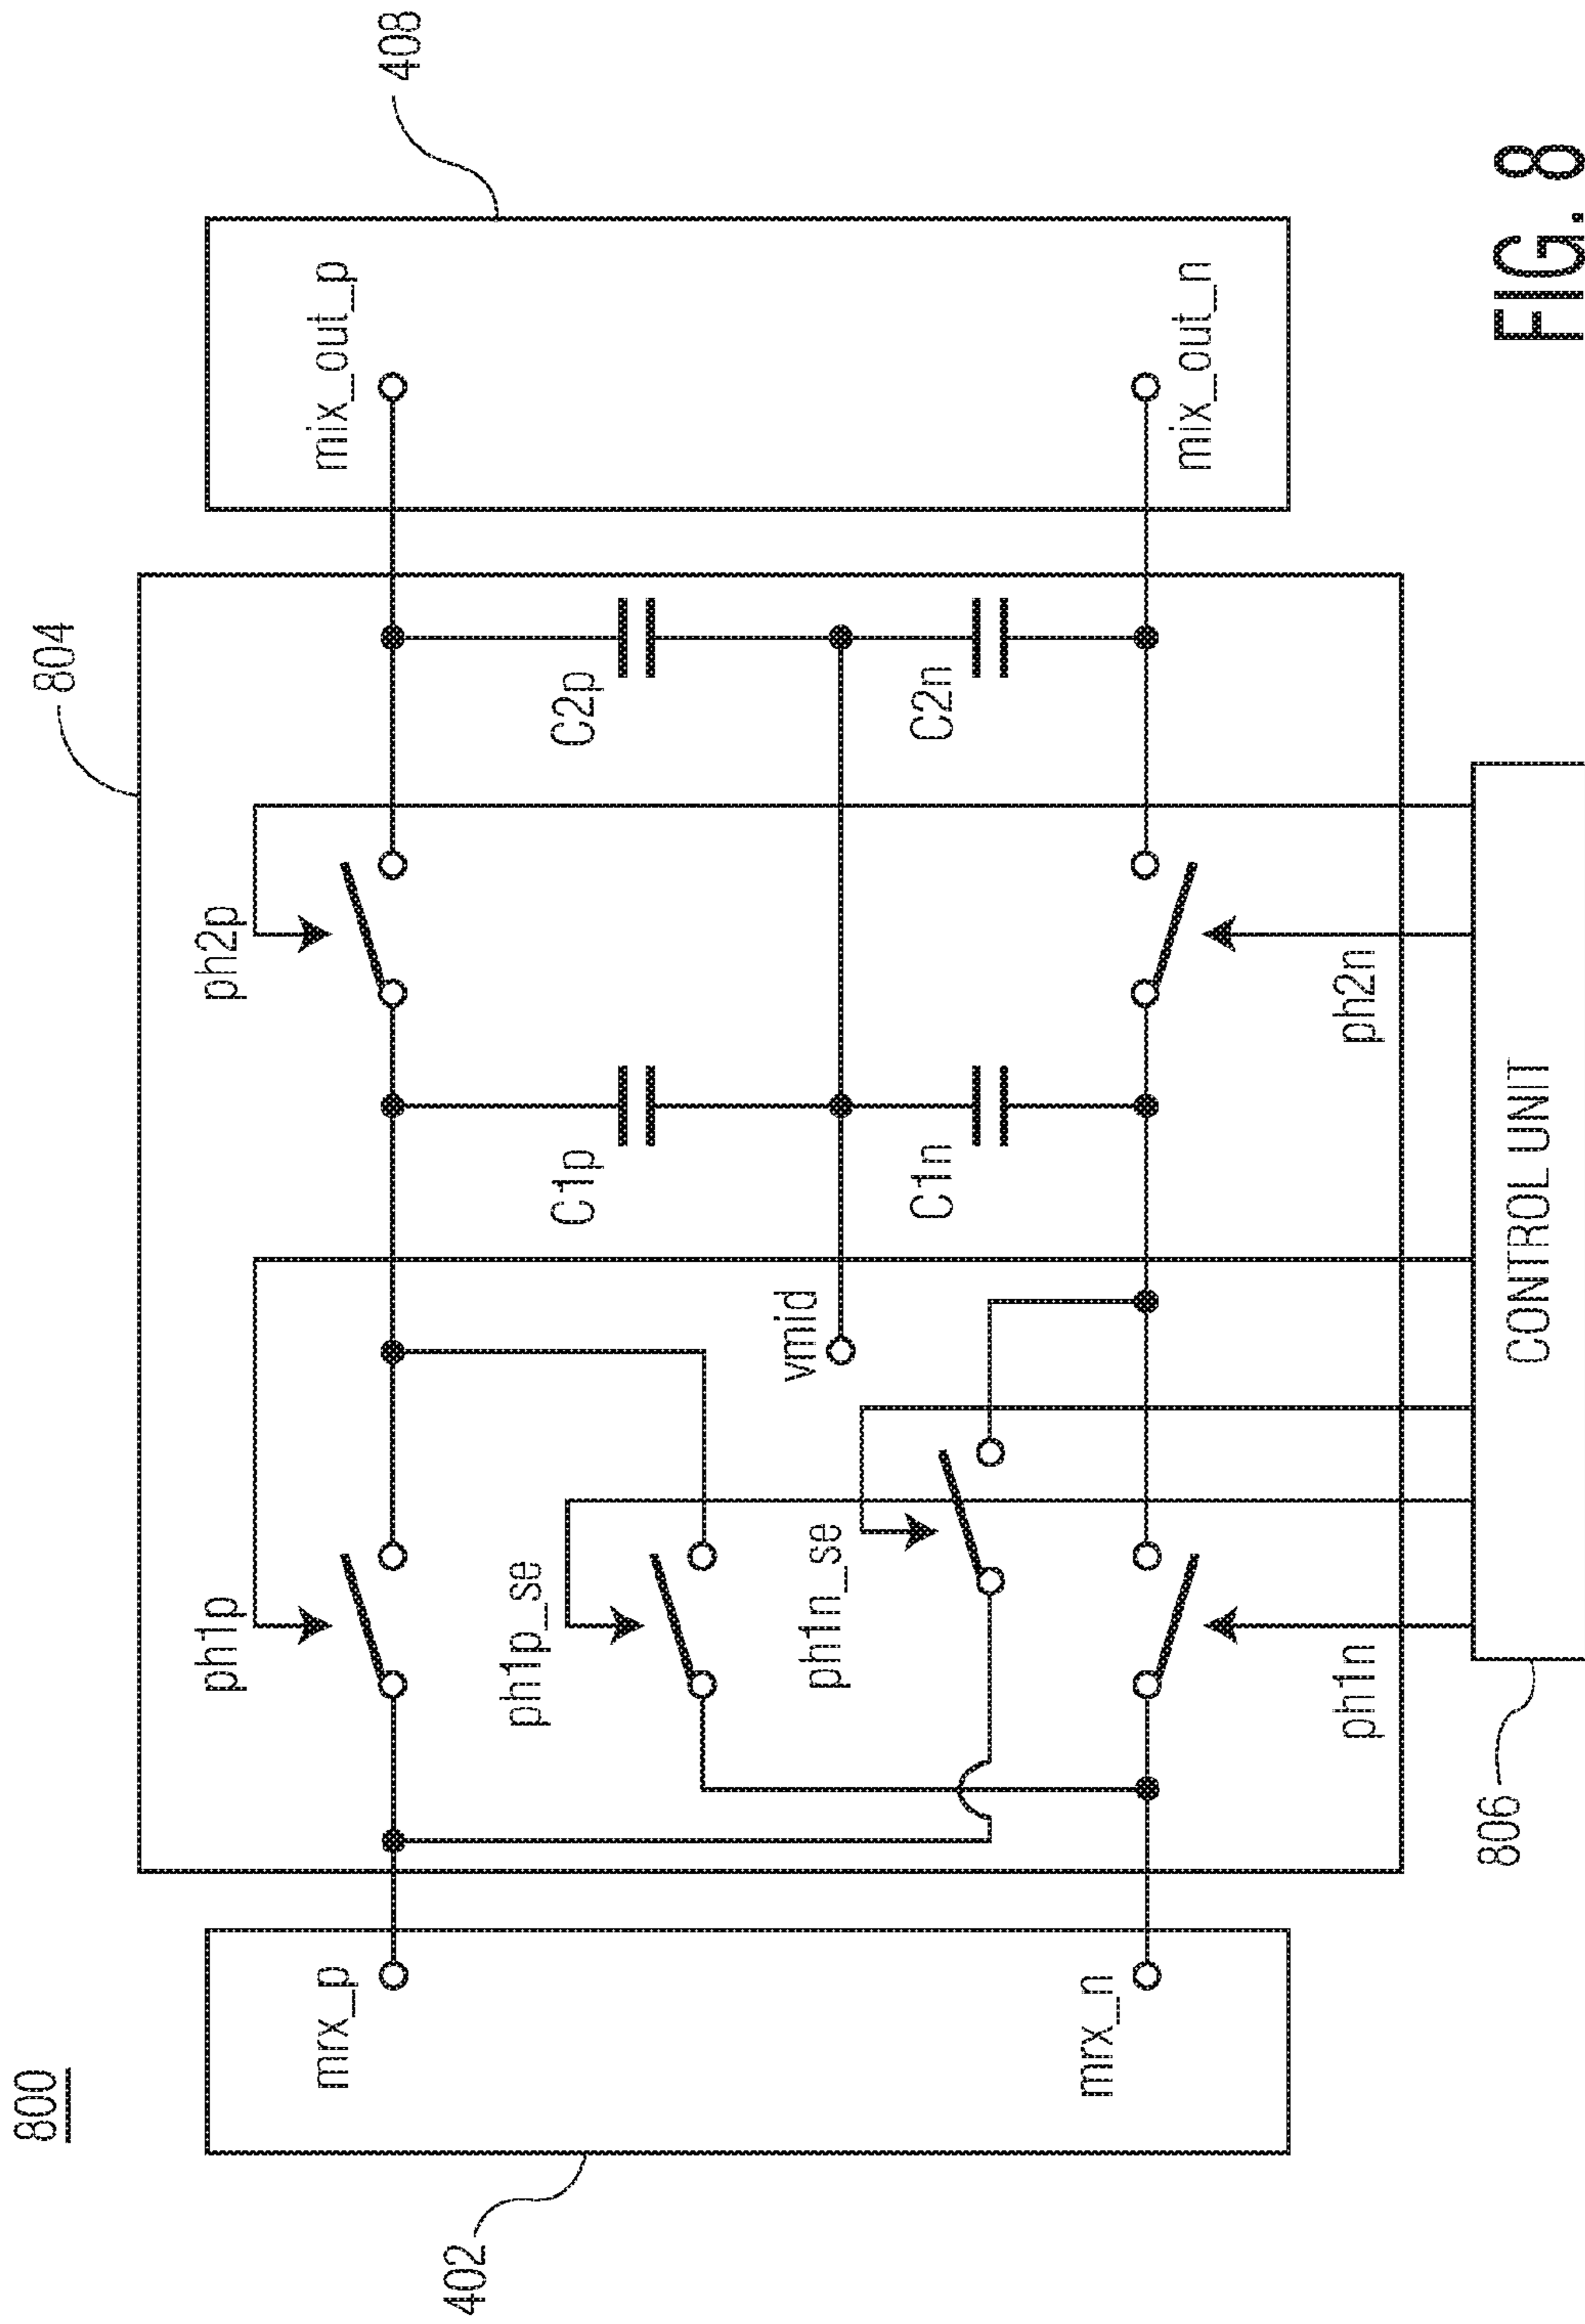 800
804
408
402
mrx_p
mrx_n
ph1p
ph1p_se
ph1n_se
ph1n
vmid
C1p
C1n
ph2p
ph2n
C2p
C2n
mix_out_p
mix_out_n
CONTROL UNIT
806
FIG. 8